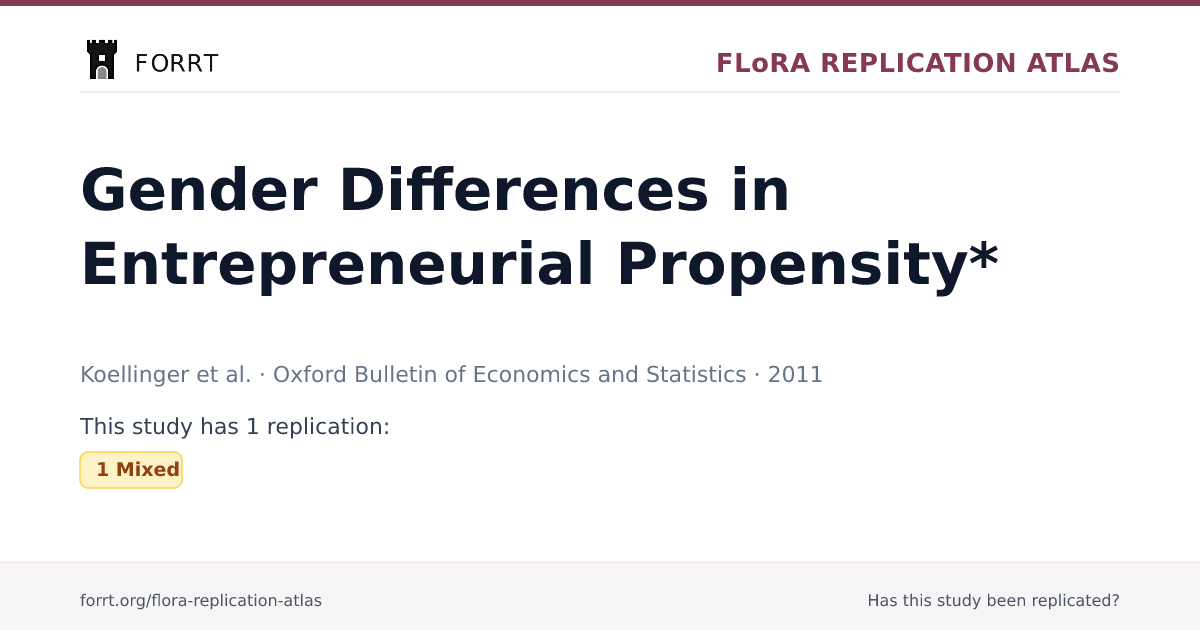 FORRT
FLoRA REPLICATION ATLAS
Gender Differences in
Entrepreneurial Propensity*
Koellinger et al. · Oxford Bulletin of Economics and Statistics · 2011
This study has 1 replication:
1 Mixed
forrt.org/flora-replication-atlas
Has this study been replicated?